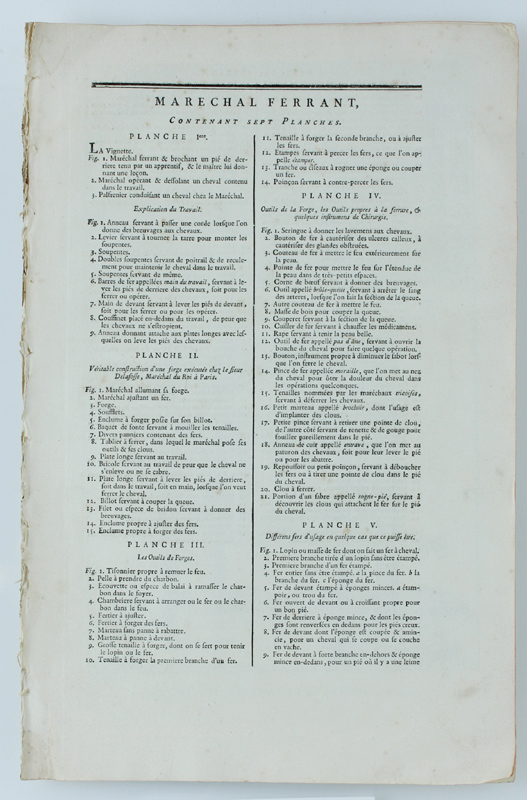 MARECHAL FERRANT,
CONTENANT SEPT PLANCHES.
PLANCHE Iere.
LA Vignette.
Fig. 1. Maréchal ferrant & brochant un pié de der-
riere tenu par un apprentif, & le maître lui don-
nant une leçon.
2. Maréchal opérant & dessolant un cheval contenu
dans le travail.
3. Palfrenier conduisant un cheval chez le Maréchal.
Explication du Travail.
Fig. 1. Anneau servant à passer une corde lorsque l'on
donne des breuvages aux chevaux.
2. Levier servant à tourner la tatte pour monter les
soupentes.
3. Soupentes.
4. Doubles soupentes servant de poitrail & de recule-
ment pour maintenir le cheval dans le travail.
5. Soupentes servant de même.
6. Barres de fer appellées main du travail, servant à le-
ver les piés de derriere des chevaux, soit pour les
ferrer ou opérer.
7. Main de devant servant à lever les piés de devant,
soit pour les ferrer ou pour les opérer.
8. Coussinet placé en-dedans du travail, de peur que
les chevaux ne s'estropient.
9. Anneau donnant attache aux plates longes avec les-
quelles on leve les piés des chevaux.
PLANCHE II.
Véritable construction d'une forge exécutée chez le sieur
Delafosse, Maréchal du Roi à Paris.
Fig. 1. Maréchal allumant sa forge.
2. Maréchal ajustant un fer.
3. Forge.
4. Soufflets.
5. Enclume à forger posée sur son billot.
6. Baquet de fonte servant à mouiller les tenailles.
7. Divers panniers contenant des fers.
8. Tablier à ferrer, dans lequel le maréchal pose ses
outils & ses clous.
9. Plate longe servant au travail.
10. Bricole servant au travail de peur que le cheval ne
s'enleve ou ne se cabre.
11. Plate longe servant à lever les piés de derriere,
soit dans le travail, soit en main, lorsque l'on veut
ferrer le cheval.
12. Billot servant à couper la queue.
13. Filet ou espece de bridon servant à donner des
breuvages.
14. Enclume propre à ajuster des fers.
15. Enclume propre à forger des fers.
PLANCHE III.
Les Outils de Forges.
Fig. 1. Tisonnier propre à remuer le feu.
2. Pelle à prendre du charbon.
3. Ecouvette ou espece de balai à ramasser le char-
bon dans le foyer.
4. Chambriere servant à arranger ou le fer ou le char-
bon dans le feu.
5. Fertier à ajuster.
6. Fertier à forger des fers.
7. Marteau sans panne à rabattre.
8. Marteau à panne à devant.
9. Grosse tenaille à forger, dont on se sert pour tenir
le lopin ou le fer.
10. Tenaille à forger la premiere branche d'un fer.
11. Tenaille à forger la seconde branche, ou à ajuster
les fers.
12. Etampes servant à percer les fers, ce que l'on ap-
pelle étamper.
13. Tranche ou ciseaux à rogner une éponge ou couper
un fer.
14. Poinçon servant à contre-percer les fers.
PLANCHE IV.
Outils de la Forge, les Outils propres à la ferrure, &
quelques instrumens de Chirurgie.
Fig. 1. Seringue à donner les lavemens aux chevaux.
2. Bouton de fer à cautériser des ulceres calleux, à
cautériser des glandes obstruées.
3. Couteau de fer à mettre le feu extérieurement sur
la peau.
4. Pointe de fer pour mettre le feu sur l'étendue de
la peau dans de très-petits espaces.
5. Corne de bœuf servant à donner des breuvages.
6. Outil appellé brûle-queue, servant à arrêter le sang
des arteres, lorsque l'on fait la section de la queue.
7. Autre couteau de fer à mettre le feu.
8. Masse de bois pour couper la queue.
9. Couperet servant à la section de la queue.
10. Cuiller de fer servant à chauffer les médicamens.
11. Rape servant à tenir la peau belle.
12. Outil de fer appellé pas d'âne, servant à ouvrir la
bouche du cheval pour faire quelque opération.
13. Boutoir, instrument propre à diminuer le sabot lors-
que l'on ferre le cheval.
14. Pince de fer appellée moraille, que l'on met au nez
du cheval pour ôter la douleur du cheval dans
les opérations quelconques.
15. Tenailles nommées par les maréchaux tricoises,
servant à déferrer les chevaux.
16. Petit marteau appellé brochoir, dont l'usage est
d'implanter des clous.
17. Petite pince servant à retirer une pointe de clou,
de l'autre côté servant de renette & de gouge pour
fouiller pareillement dans le pié.
18. Anneau de cuir appellé entrave, que l'on met au
paturon des chevaux, soit pour leur lever le pié
ou pour les abattre.
19. Repoussoir ou petit poinçon, servant à déboucher
les fers ou à tirer une pointe de clou dans le pié
du cheval.
20. Clou à ferrer.
21. Portion d'un sabre appellé rogne-pié, servant à
découvrir les clous qui attachent le fer sur le pié
du cheval.
PLANCHE V.
Différens fers d'usage en quelque cas que ce puisse être.
Fig. 1. Lopin ou masse de fer dont on fait un fer à cheval.
2. Premiere branche tirée d'un lopin sans être étampé.
3. Premiere branche d'un fer étampé.
4. Fer entier sans être étampé. a la pince du fer. b la
branche du fer. c l'éponge du fer.
5. Fer de devant étampé à éponges minces. a étam-
poir, ou trou du fer.
6. Fer ouvert de devant ou à croissant propre pour
un bon pié.
7. Fer de derriere à éponge mince, & dont les épon-
ges sont renversées en dedans pour les piés creux.
8. Fer de devant dont l'éponge est coupée & amin-
cie, pour un cheval qui se coupe ou se couche
en vache.
9. Fer de devant à forte branche en-dehors & éponge
mince en-dedans, pour un pié où il y a une seime